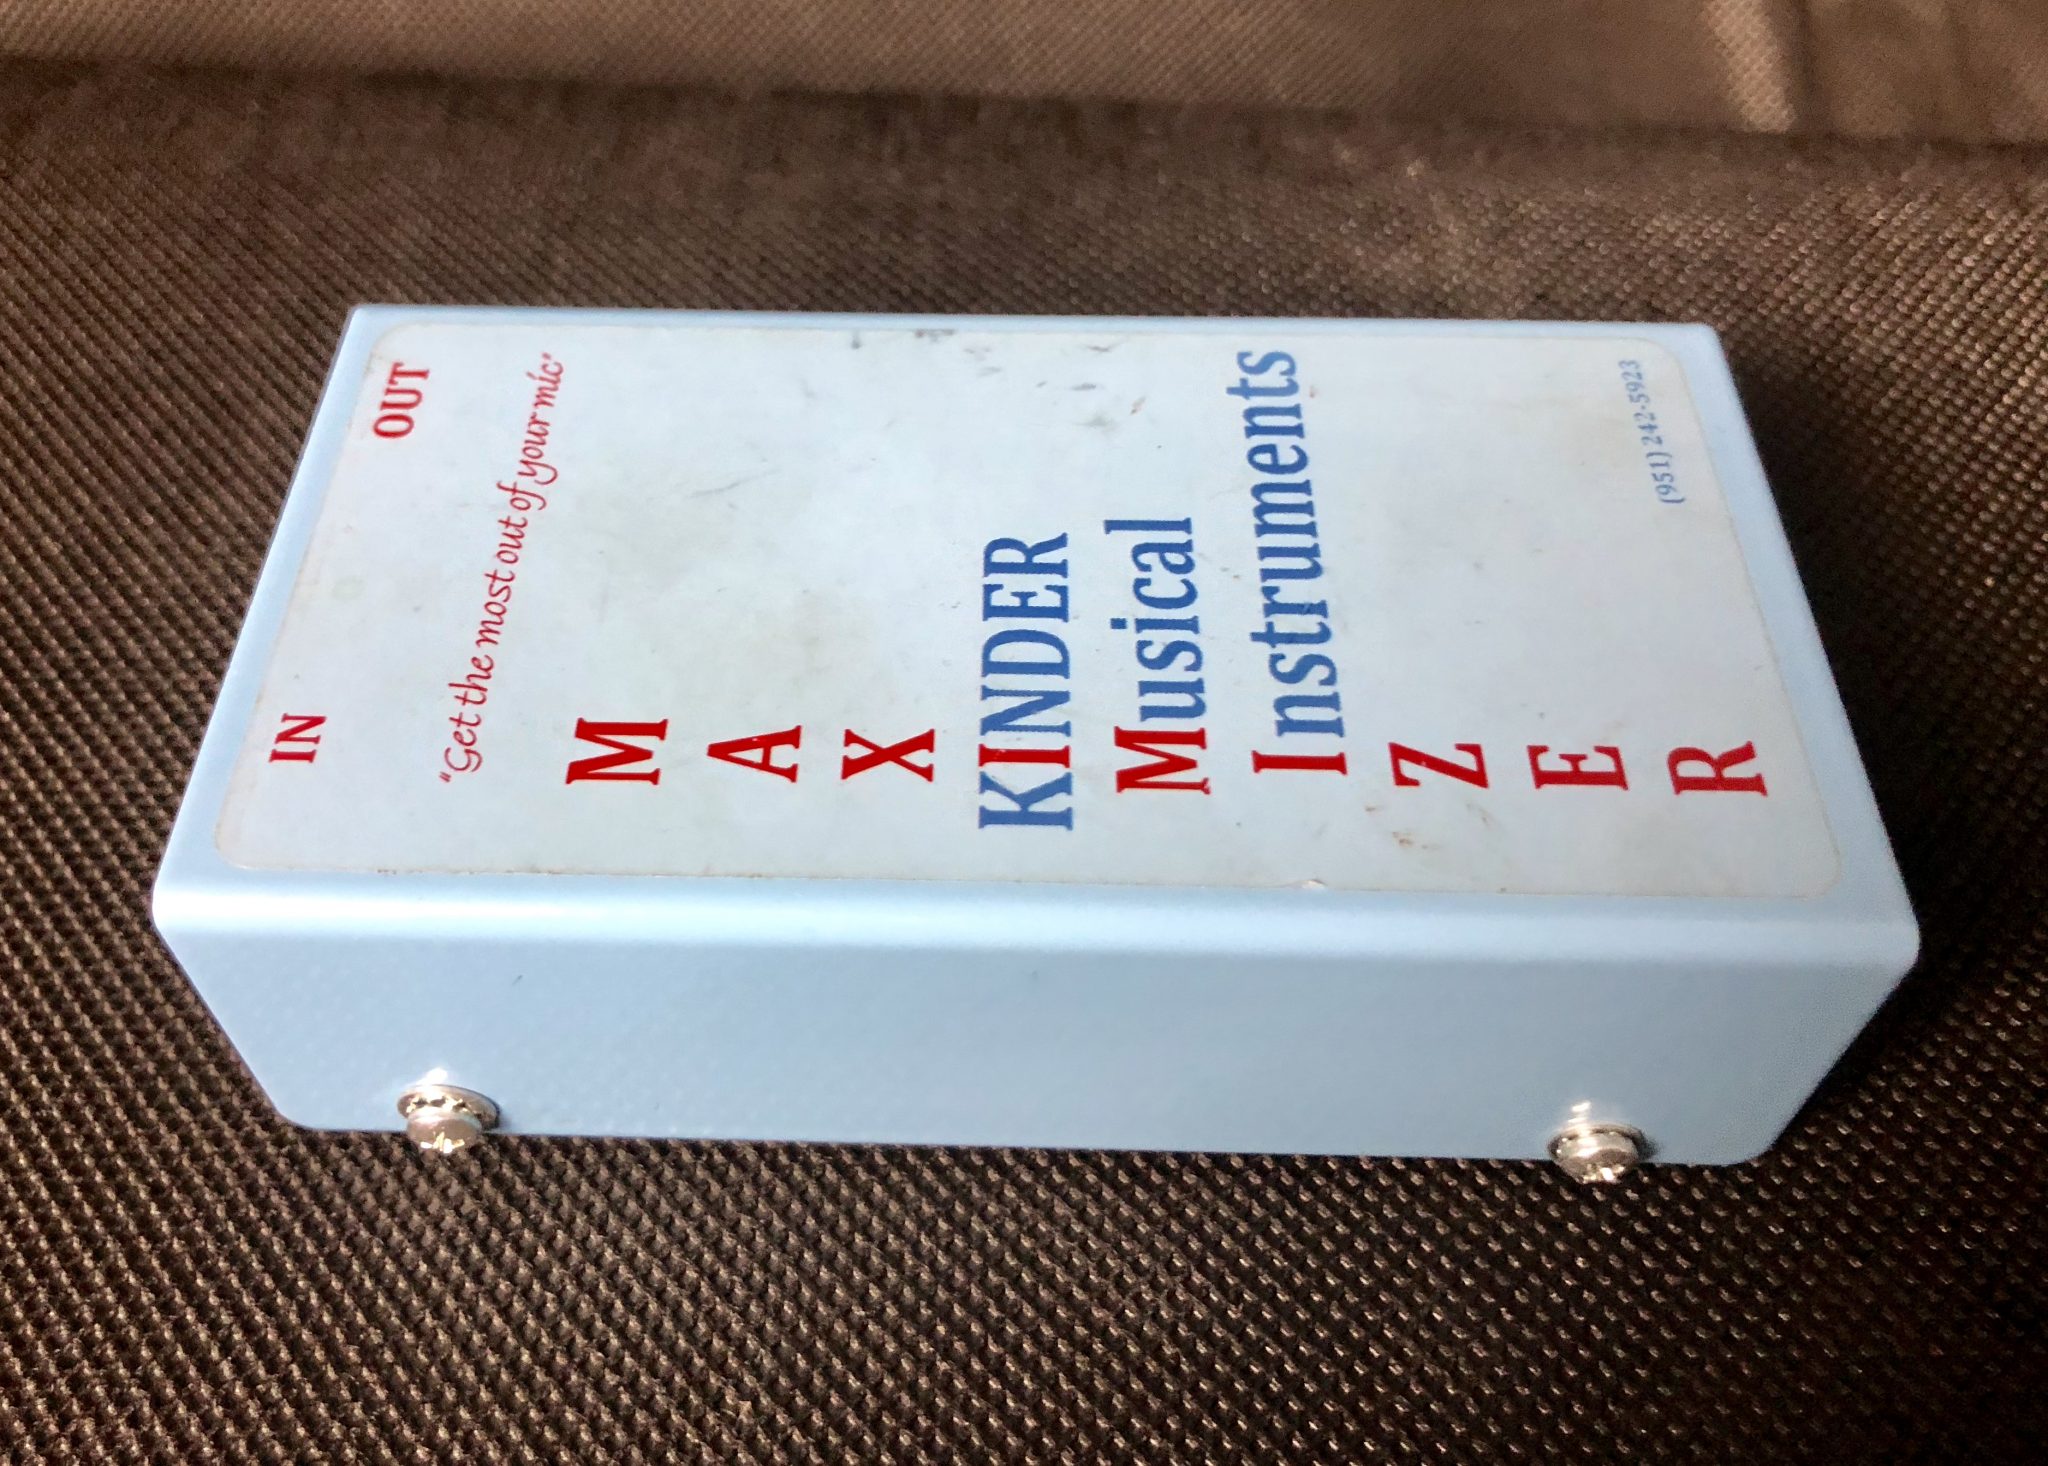 IN OUT
"Get the most out of your mic"
M
A
X
KINDER
Musical
Instruments
Z
E
R
(951) 242-5923